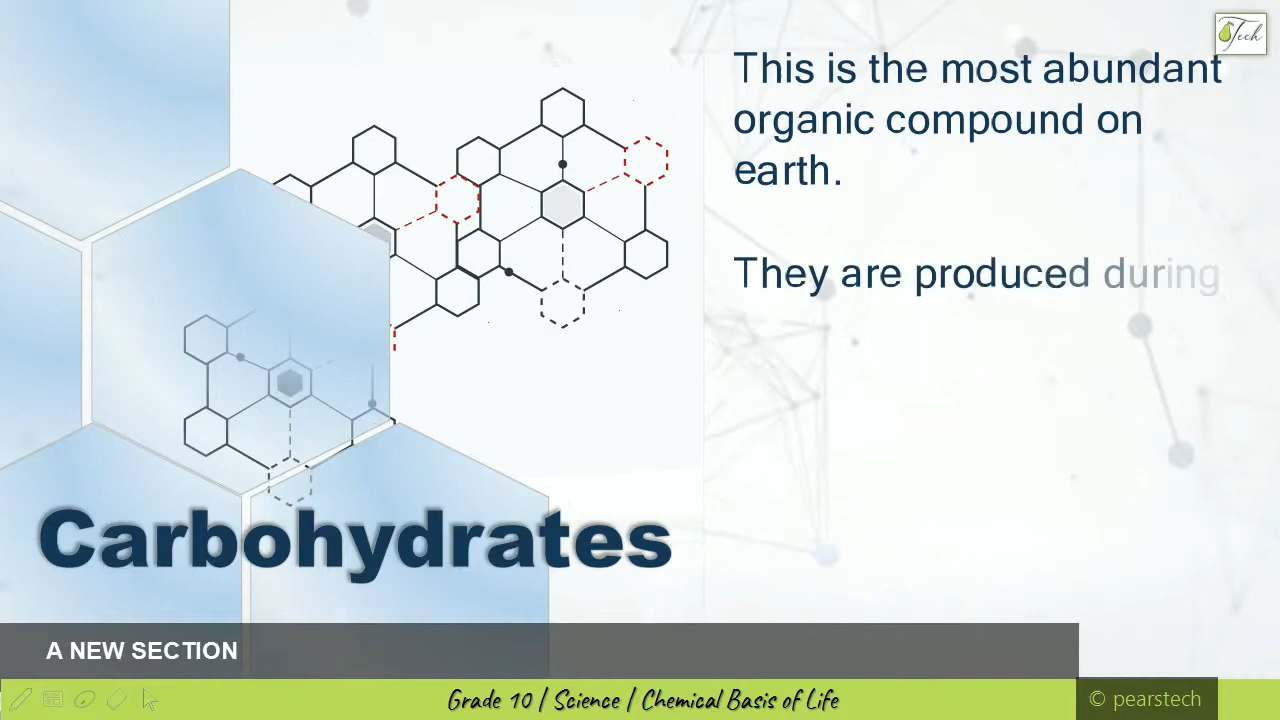 Tech
This is the most abundant
organic compound on
earth.
They are produced during
Carbohydrates
A NEW SECTION
Grade 10 | Science | Chemical Basis of Life
© pearstech